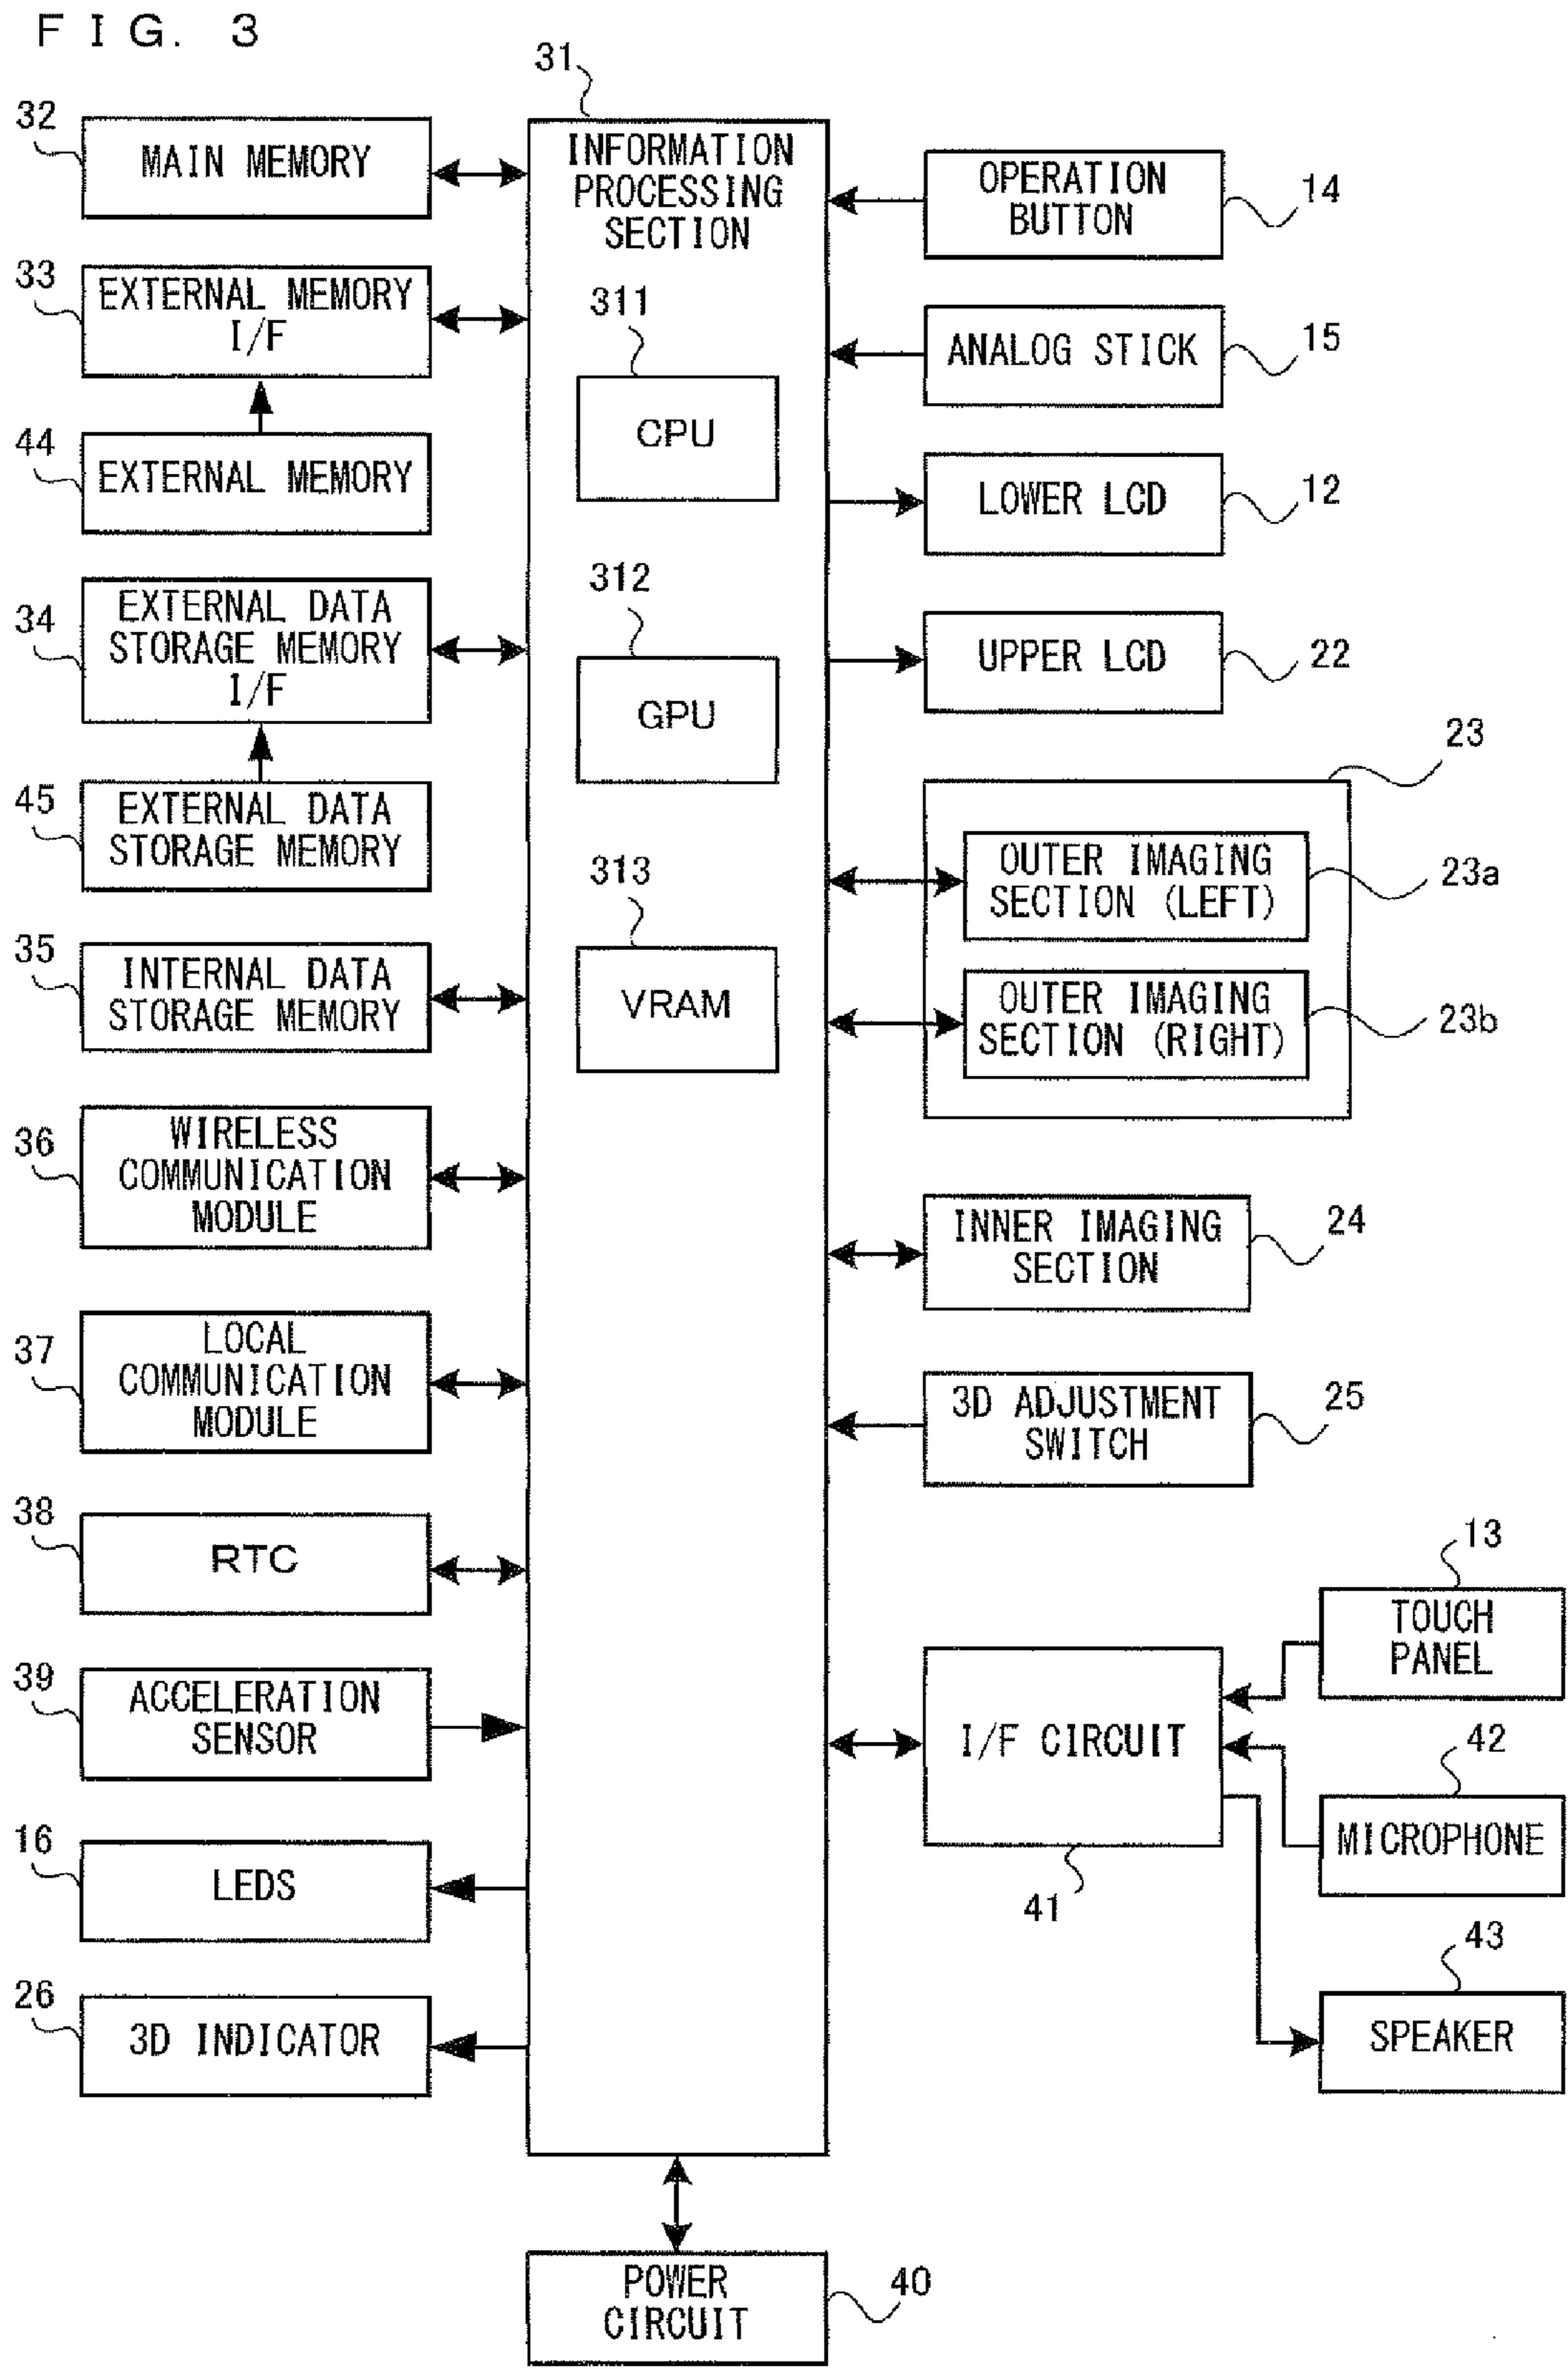 FIG. 3
31
INFORMATION
PROCESSING
SECTION
311
CPU
312
GPU
313
VRAM
32
MAIN MEMORY
33
EXTERNAL MEMORY
I/F
44
EXTERNAL MEMORY
34
EXTERNAL DATA
STORAGE MEMORY
I/F
45
EXTERNAL DATA
STORAGE MEMORY
35
INTERNAL DATA
STORAGE MEMORY
36
WIRELESS
COMMUNICATION
MODULE
37
LOCAL
COMMUNICATION
MODULE
38
RTC
39
ACCELERATION
SENSOR
16
LEDS
26
3D INDICATOR
OPERATION
BUTTON
14
ANALOG STICK
15
LOWER LCD
12
UPPER LCD
22
23
OUTER IMAGING
SECTION (LEFT)
23a
OUTER IMAGING
SECTION (RIGHT)
23b
INNER IMAGING
SECTION
24
3D ADJUSTMENT
SWITCH
25
13
TOUCH
PANEL
I/F CIRCUIT
41
42
MICROPHONE
43
SPEAKER
POWER
CIRCUIT
40